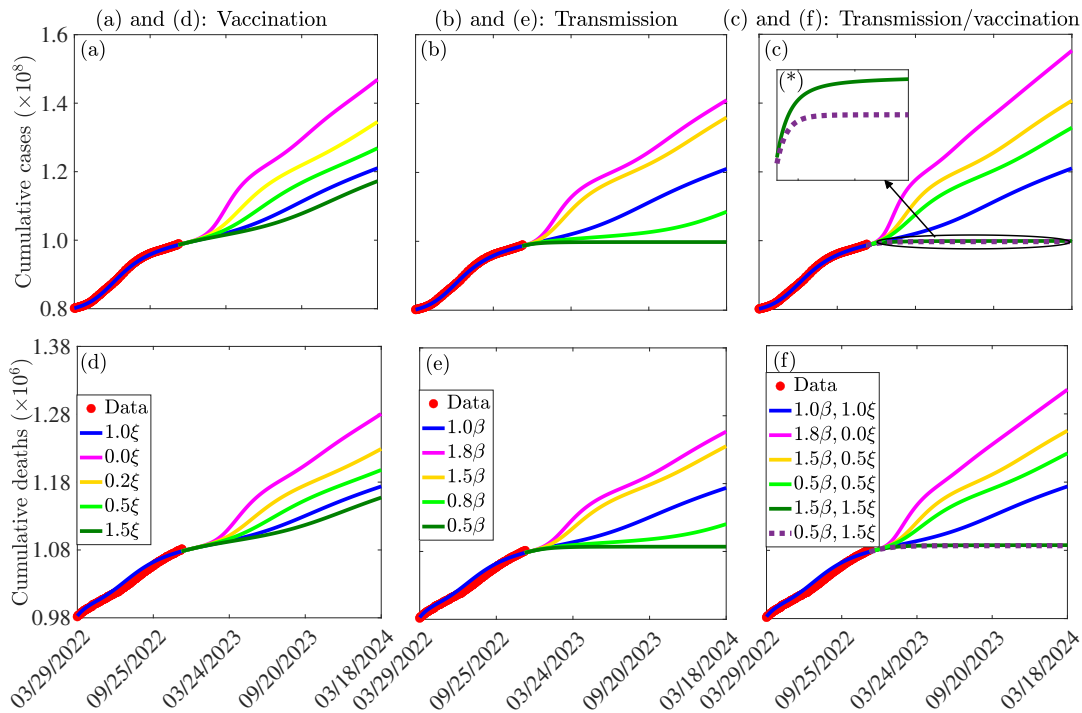 (a) and (d): Vaccination
(b) and (e): Transmission
(c) and (f): Transmission/vaccination
Cumulative cases (×10⁸)
1.6
1.4
1.2
1.0
0.8
(a)
(b)
(c)
(*)
Cumulative deaths (×10⁶)
1.38
1.28
1.18
1.08
0.98
(d)
Data
1.0ξ
0.0ξ
0.2ξ
0.5ξ
1.5ξ
(e)
Data
1.0β
1.8β
1.5β
0.8β
0.5β
(f)
Data
1.0β, 1.0ξ
1.8β, 0.0ξ
1.5β, 0.5ξ
0.5β, 0.5ξ
1.5β, 1.5ξ
0.5β, 1.5ξ
03/29/2022
09/25/2022
03/24/2023
09/20/2023
03/18/2024
03/29/2022
09/25/2022
03/24/2023
09/20/2023
03/18/2024
03/29/2022
09/25/2022
03/24/2023
09/20/2023
03/18/2024